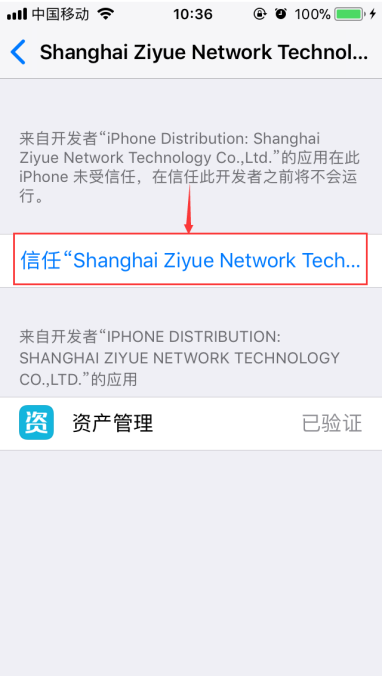 中国移动 10:36 100%
Shanghai Ziyue Network Technol...
来自开发者“iPhone Distribution: Shanghai
Ziyue Network Technology Co.,Ltd.”的应用在此
iPhone 未受信任，在信任此开发者之前将不会运
行。
信任“Shanghai Ziyue Network Tech...
来自开发者“IPHONE DISTRIBUTION:
SHANGHAI ZIYUE NETWORK TECHNOLOGY
CO.,LTD.”的应用
资 资产管理 已验证